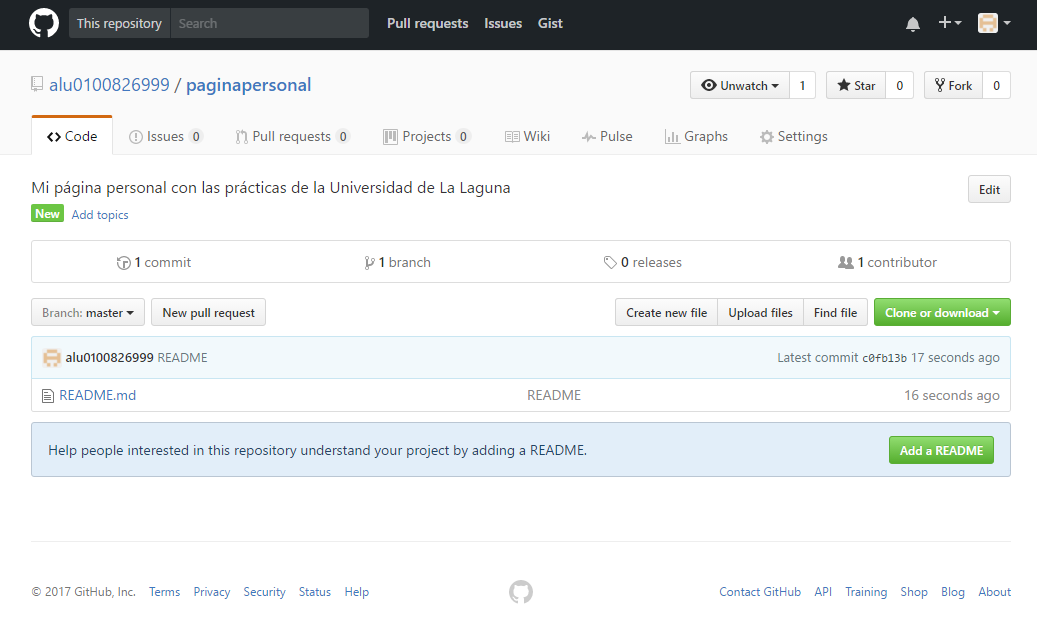 This repository Search Pull requests Issues Gist
alu0100826999 / paginapersonal Unwatch 1 Star 0 Fork 0
Code Issues 0 Pull requests 0 Projects 0 Wiki Pulse Graphs Settings
Mi página personal con las prácticas de la Universidad de La Laguna Edit
New Add topics
1 commit 1 branch 0 releases 1 contributor
Branch: master New pull request Create new file Upload files Find file Clone or download
alu0100826999 README Latest commit c0fb13b 17 seconds ago
README.md README 16 seconds ago
Help people interested in this repository understand your project by adding a README. Add a README
© 2017 GitHub, Inc. Terms Privacy Security Status Help Contact GitHub API Training Shop Blog About